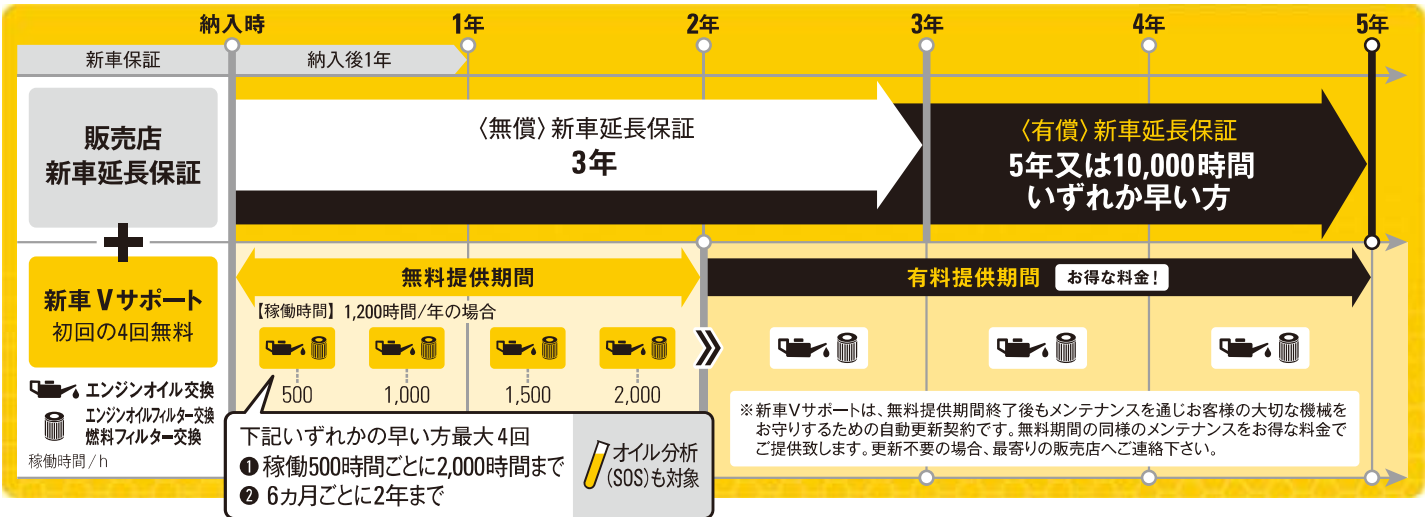 納入時
1年
2年
3年
4年
5年
新車保証
納入後1年
販売店
新車延長保証
〈無償〉新車延長保証
3年
〈有償〉新車延長保証
5年又は10,000時間
いずれか早い方
+
新車Vサポート
初回の4回無料
無料提供期間
有料提供期間
お得な料金!
【稼働時間】 1,200時間/年の場合
500
1,000
1,500
2,000
エンジンオイル交換
エンジンオイルフィルター交換
燃料フィルター交換
稼働時間/h
下記いずれかの早い方最大4回
❶ 稼働500時間ごとに2,000時間まで
❷ 6ヵ月ごとに2年まで
オイル分析
(SOS)も対象
※新車Vサポートは、無料提供期間終了後もメンテナンスを通じお客様の大切な機械を
お守りするための自動更新契約です。無料期間の同様のメンテナンスをお得な料金で
ご提供致します。更新不要の場合、最寄りの販売店へご連絡下さい。